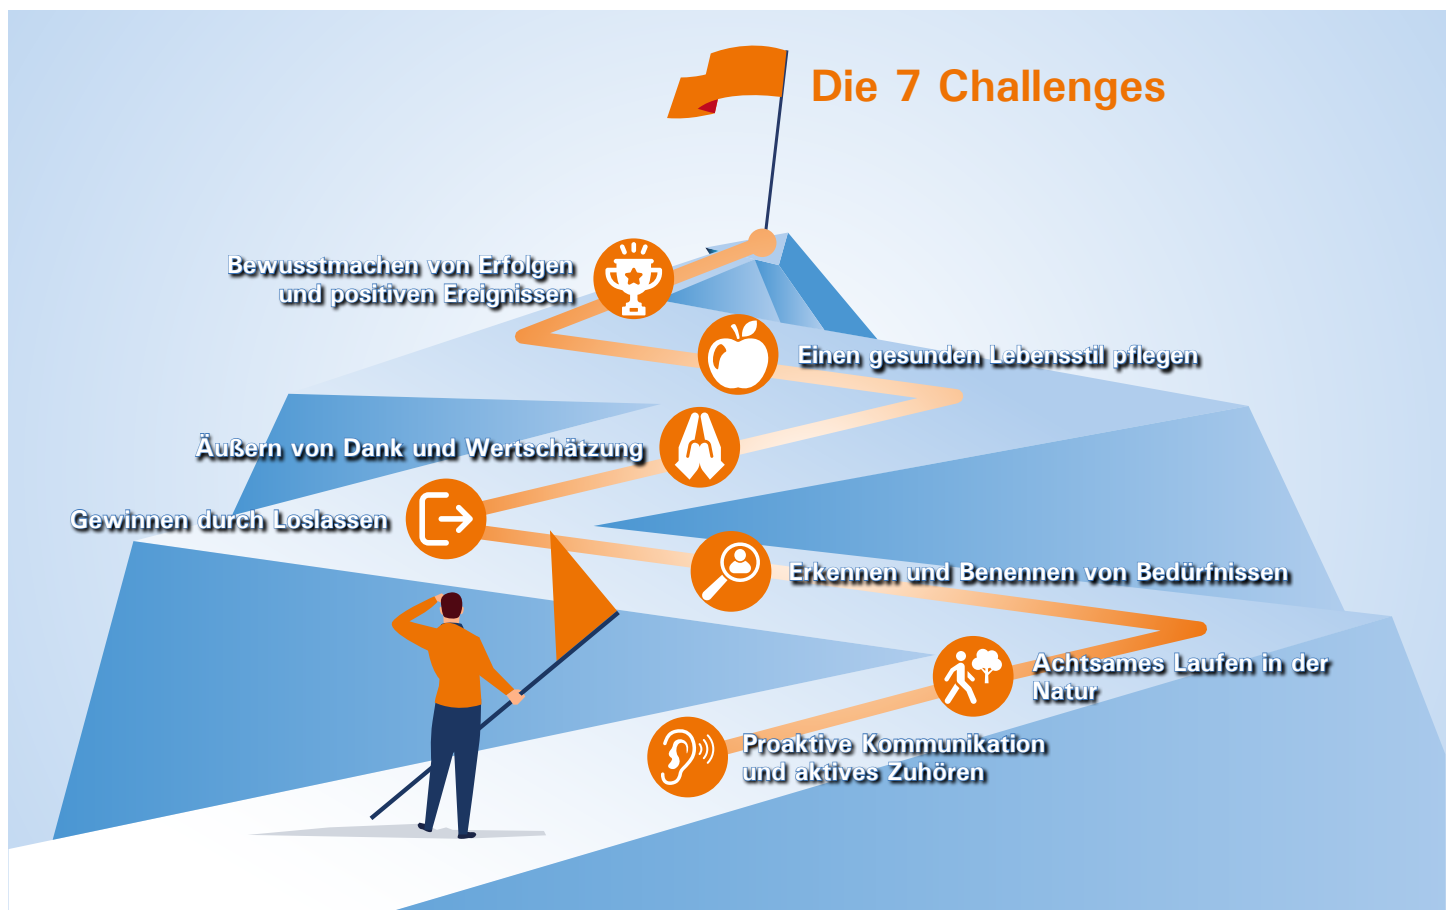 Die 7 Challenges
Bewusstmachen von Erfolgen
und positiven Ereignissen
Einen gesunden Lebensstil pflegen
Äußern von Dank und Wertschätzung
Gewinnen durch Loslassen
Erkennen und Benennen von Bedürfnissen
Achtsames Laufen in der
Natur
Proaktive Kommunikation
und aktives Zuhören